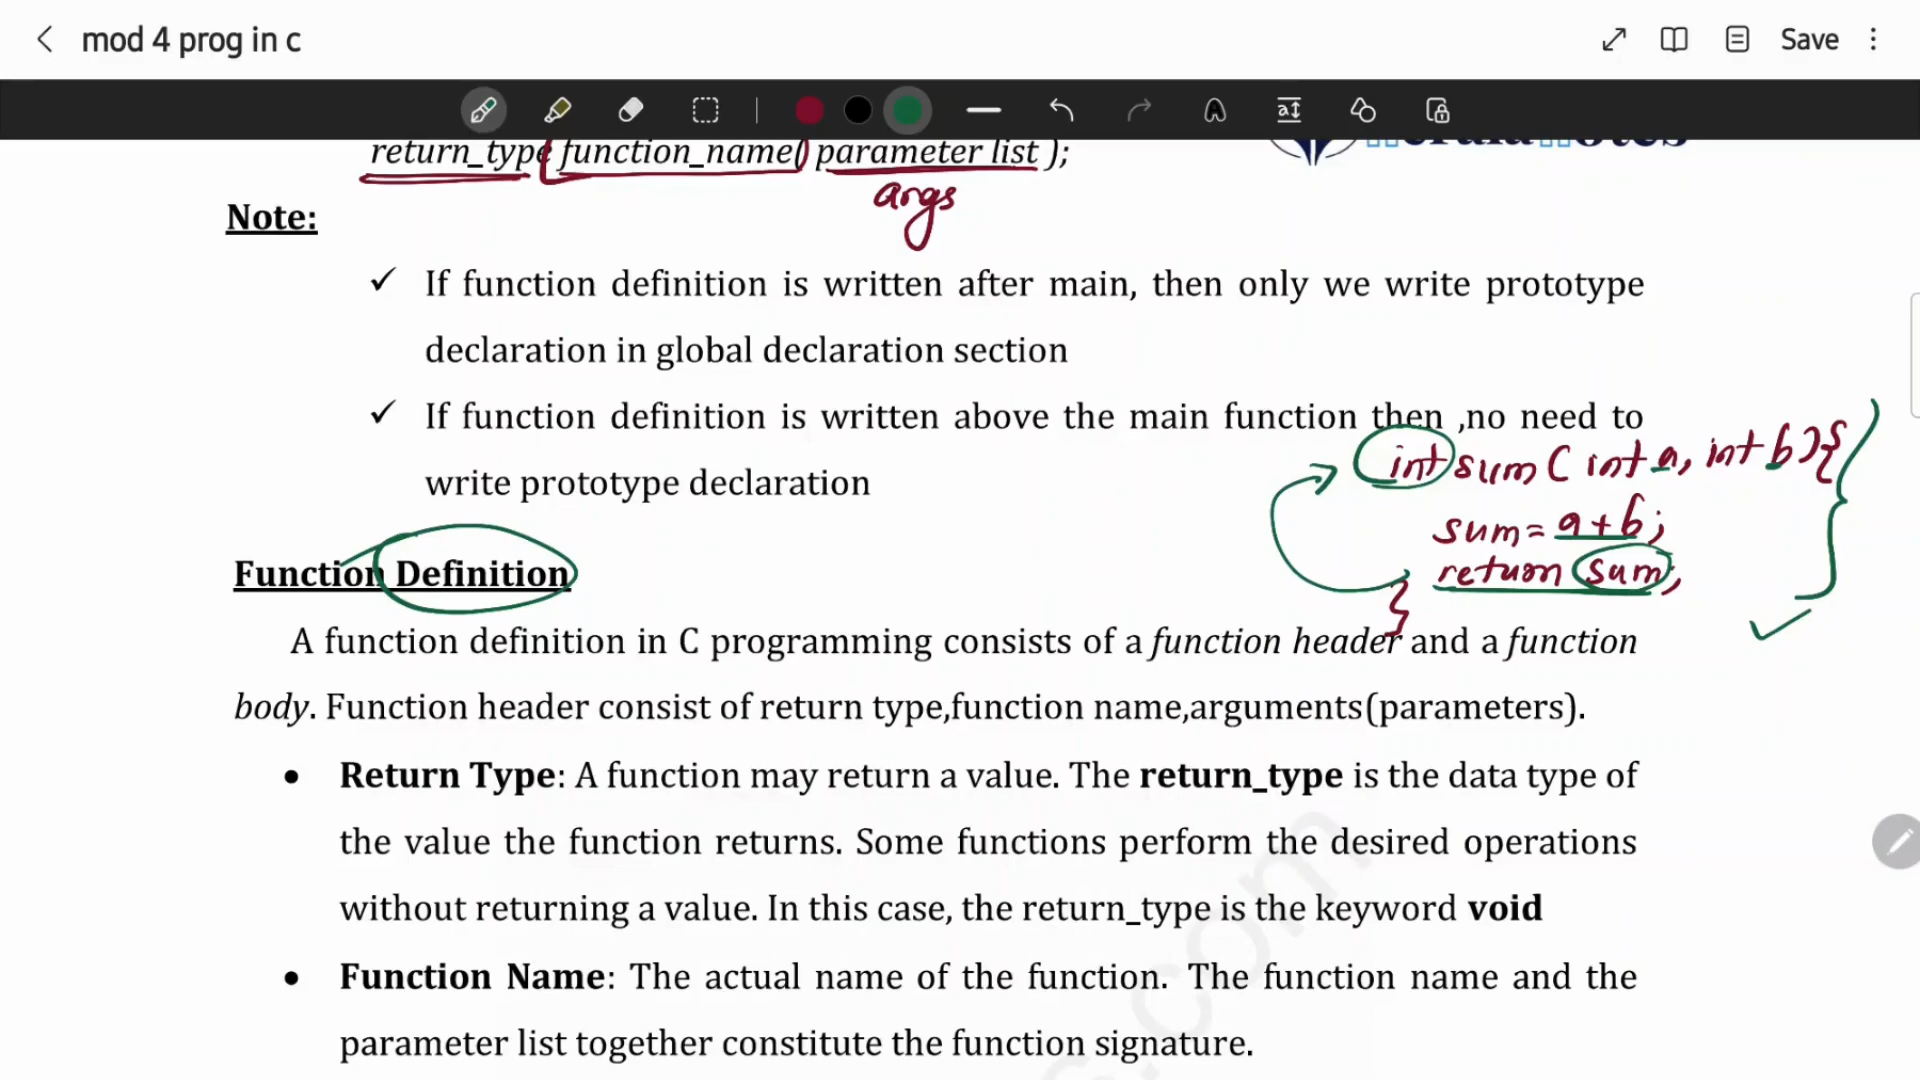 mod 4 prog in c
Save
return_type function_name( parameter list );
args
Note:
✓ If function definition is written after main, then only we write prototype
declaration in global declaration section
✓ If function definition is written above the main function then ,no need to
write prototype declaration
int sum ( int a, int b ){
sum = a + b;
return sum;
}
Function Definition
A function definition in C programming consists of a function header and a function
body. Function header consist of return type,function name,arguments(parameters).
• Return Type: A function may return a value. The return_type is the data type of
the value the function returns. Some functions perform the desired operations
without returning a value. In this case, the return_type is the keyword void
• Function Name: The actual name of the function. The function name and the
parameter list together constitute the function signature.